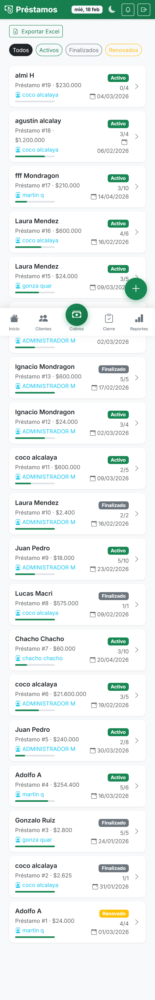 Préstamos
mié, 18 feb
Exportar Excel
Todos
Activos
Finalizados
Renovados
almi H
Préstamo #19 · $230.000
coco alcalaya
Activo
0/4
04/03/2026
agustín alcalay
Préstamo #18 ·
$1.200.000
coco alcalaya
Activo
3/4
06/02/2026
fff Mondragon
Préstamo #17 · $210.000
martin q
Activo
3/10
14/04/2026
Laura Mendez
Préstamo #16 · $600.000
coco alcalaya
Activo
4/6
16/02/2026
Laura Mendez
Préstamo #15 · $24.000
gonza quar
Activo
3/5
09/03/202
Inicio
Clientes
Cobros
Cierre
Reportes
ADMINISTRADOR M
02/03/2026
Ignacio Mondragon
Préstamo #13 · $600.000
ADMINISTRADOR M
Finalizado
5/5
17/02/2026
Ignacio Mondragon
Préstamo #12 · $24.000
ADMINISTRADOR M
Activo
3/4
02/03/2026
coco alcalaya
Préstamo #11 · $600.000
ADMINISTRADOR M
Activo
2/5
09/03/2026
Laura Mendez
Préstamo #10 · $2.400
ADMINISTRADOR M
Finalizado
2/2
16/02/2026
Juan Pedro
Préstamo #9 · $18.000
ADMINISTRADOR M
Activo
5/10
23/02/2026
Lucas Macri
Préstamo #8 · $575.000
coco alcalaya
Finalizado
1/1
09/02/2026
Chacho Chacho
Préstamo #7 · $60.000
chacho chacho
Activo
3/10
20/04/2026
coco alcalaya
Préstamo #6 · $21.600.000
ADMINISTRADOR M
Activo
3/5
19/02/2026
Juan Pedro
Préstamo #5 · $240.000
ADMINISTRADOR M
Activo
2/8
30/03/2026
Adolfo A
Préstamo #4 · $254.400
martin q
Activo
5/6
16/03/2026
Gonzalo Ruiz
Préstamo #3 · $2.800
gonza quar
Finalizado
5/5
24/01/2026
coco alcalaya
Préstamo #2 · $2.625
coco alcalaya
Finalizado
1/1
31/01/2026
Adolfo A
Préstamo #1 · $24.000
martin q
Renovado
4/4
01/03/2026